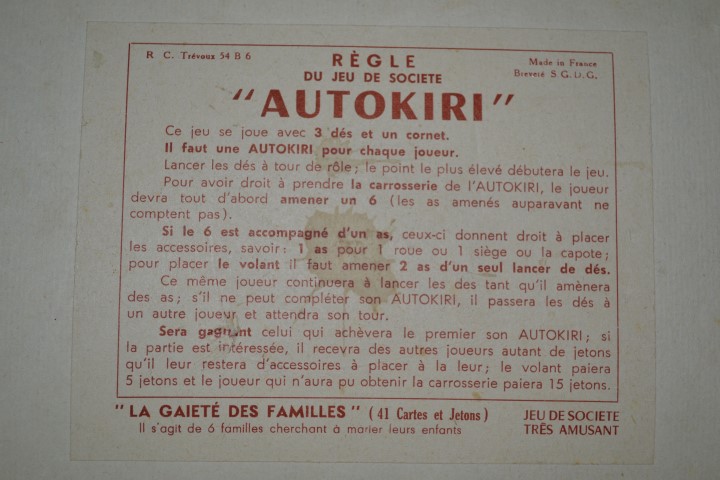 R. C. Trévoux 54 B 6
RÈGLE
DU JEU DE SOCIETE
Made in France
Breveté S.G.D.G.
"AUTOKIRI"
Ce jeu se joue avec 3 dés et un cornet.
Il faut une AUTOKIRI pour chaque joueur.
Lancer les dés à tour de rôle; le point le plus élevé débutera le jeu.
Pour avoir droit à prendre la carrosserie de l'AUTOKIRI, le joueur
devra tout d'abord amener un 6 (les as amenés auparavant ne
comptent pas).
Si le 6 est accompagné d'un as, ceux-ci donnent droit à placer
les accessoires, savoir: 1 as pour 1 roue ou 1 siège ou la capote;
pour placer le volant il faut amener 2 as d'un seul lancer de dés.
Ce même joueur continuera à lancer les des tant qu'il amènera
des as; s'il ne peut compléter son AUTOKIRI, il passera les dés à
un autre joueur et attendra son tour.
Sera gagnant celui qui achèvera le premier son AUTOKIRI; si
la partie est intéressée, il recevra des autres joueurs autant de jetons
qu'il leur restera d'accessoires à placer à la leur; le volant paiera
5 jetons et le joueur qui n'aura pu obtenir la carrosserie paiera 15 jetons.
"LA GAIETÉ DES FAMILLES" (41 Cartes et Jetons)
Il s'agit de 6 familles cherchant à marier leurs enfants
JEU DE SOCIETE
TRÈS AMUSANT